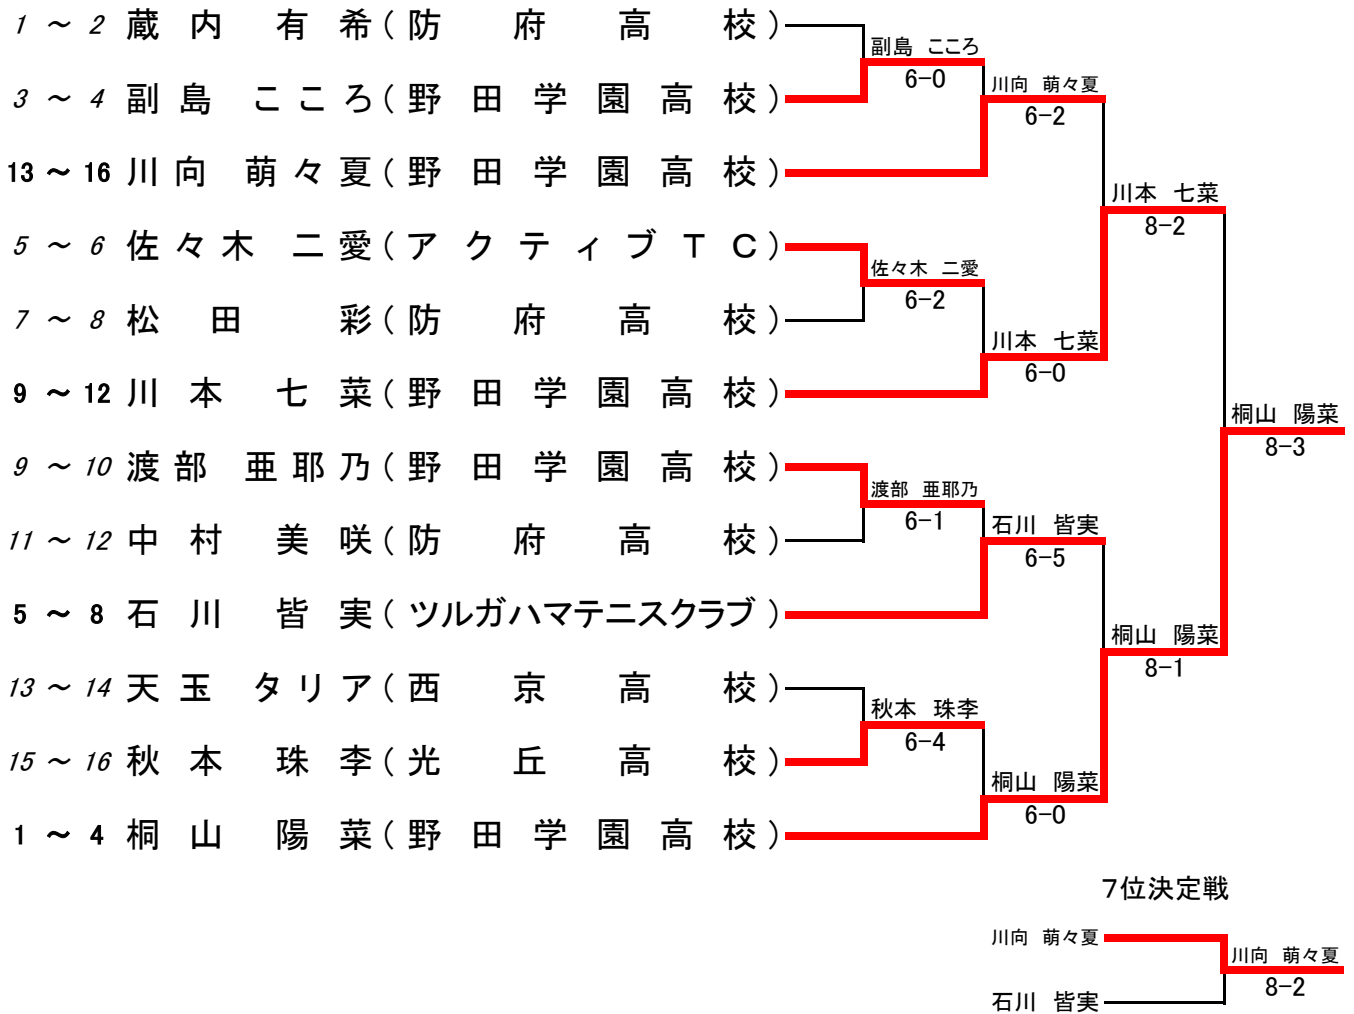 1 ～ 2 蔵内 有希(防府高校)
副島 こころ
6-0
3 ～ 4 副島 こころ(野田学園高校)
川向 萌々夏
6-2
13 ～ 16 川向 萌々夏(野田学園高校)
川本 七菜
8-2
5 ～ 6 佐々木 二愛(アクティブTC)
佐々木 二愛
6-2
7 ～ 8 松田 彩(防府高校)
川本 七菜
6-0
9 ～ 12 川本 七菜(野田学園高校)
桐山 陽菜
8-3
9 ～ 10 渡部 亜耶乃(野田学園高校)
渡部 亜耶乃
6-1
11 ～ 12 中村 美咲(防府高校)
石川 皆実
6-5
5 ～ 8 石川 皆実(ツルガハマテニスクラブ)
桐山 陽菜
8-1
13 ～ 14 天玉 タリア(西京高校)
秋本 珠李
6-4
15 ～ 16 秋本 珠李(光丘高校)
桐山 陽菜
6-0
1 ～ 4 桐山 陽菜(野田学園高校)
７位決定戦
川向 萌々夏
川向 萌々夏
8-2
石川 皆実